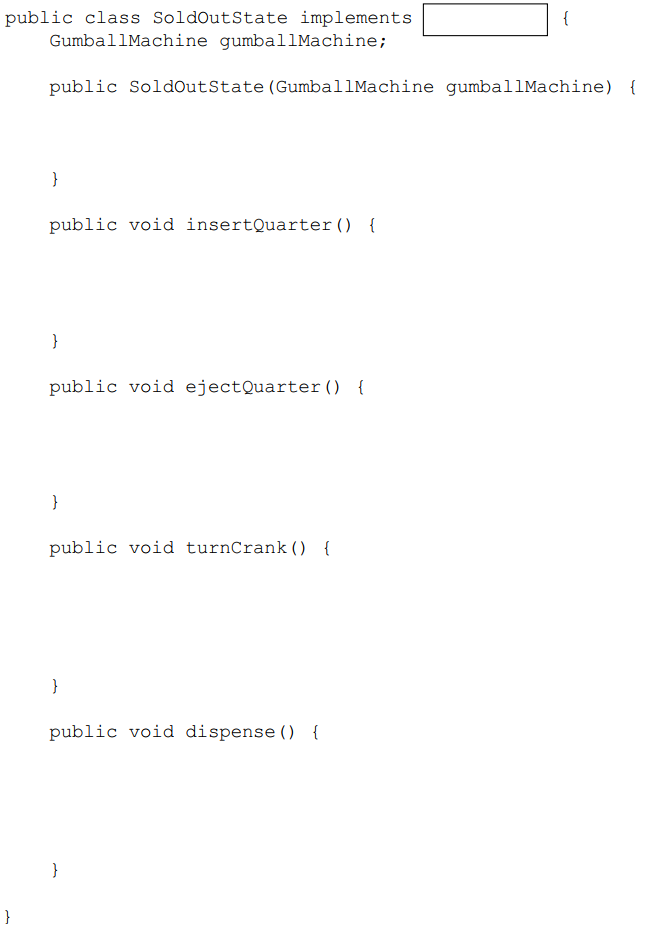 public class SoldOutState implements {
GumballMachine gumballMachine;
public SoldOutState(GumballMachine gumballMachine) {
}
public void insertQuarter() {
}
public void ejectQuarter() {
}
public void turnCrank() {
}
public void dispense() {
}
}